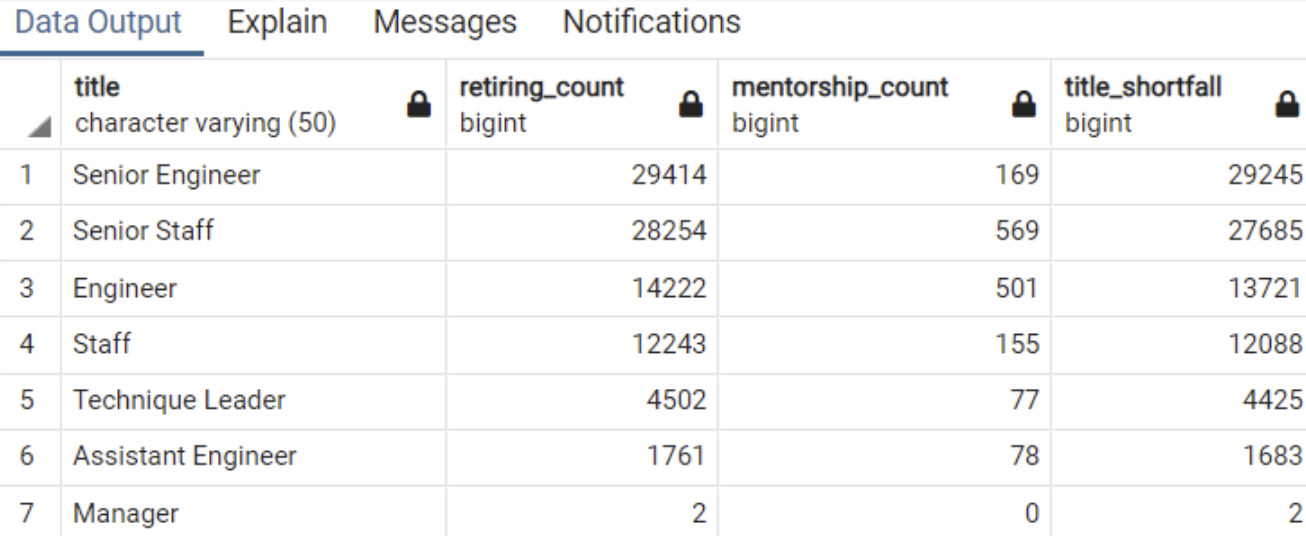 Data Output Explain Messages Notifications
title retiring_count mentorship_count title_shortfall
character varying (50) bigint bigint bigint
1 Senior Engineer 29414 169 29245
2 Senior Staff 28254 569 27685
3 Engineer 14222 501 13721
4 Staff 12243 155 12088
5 Technique Leader 4502 77 4425
6 Assistant Engineer 1761 78 1683
7 Manager 2 0 2